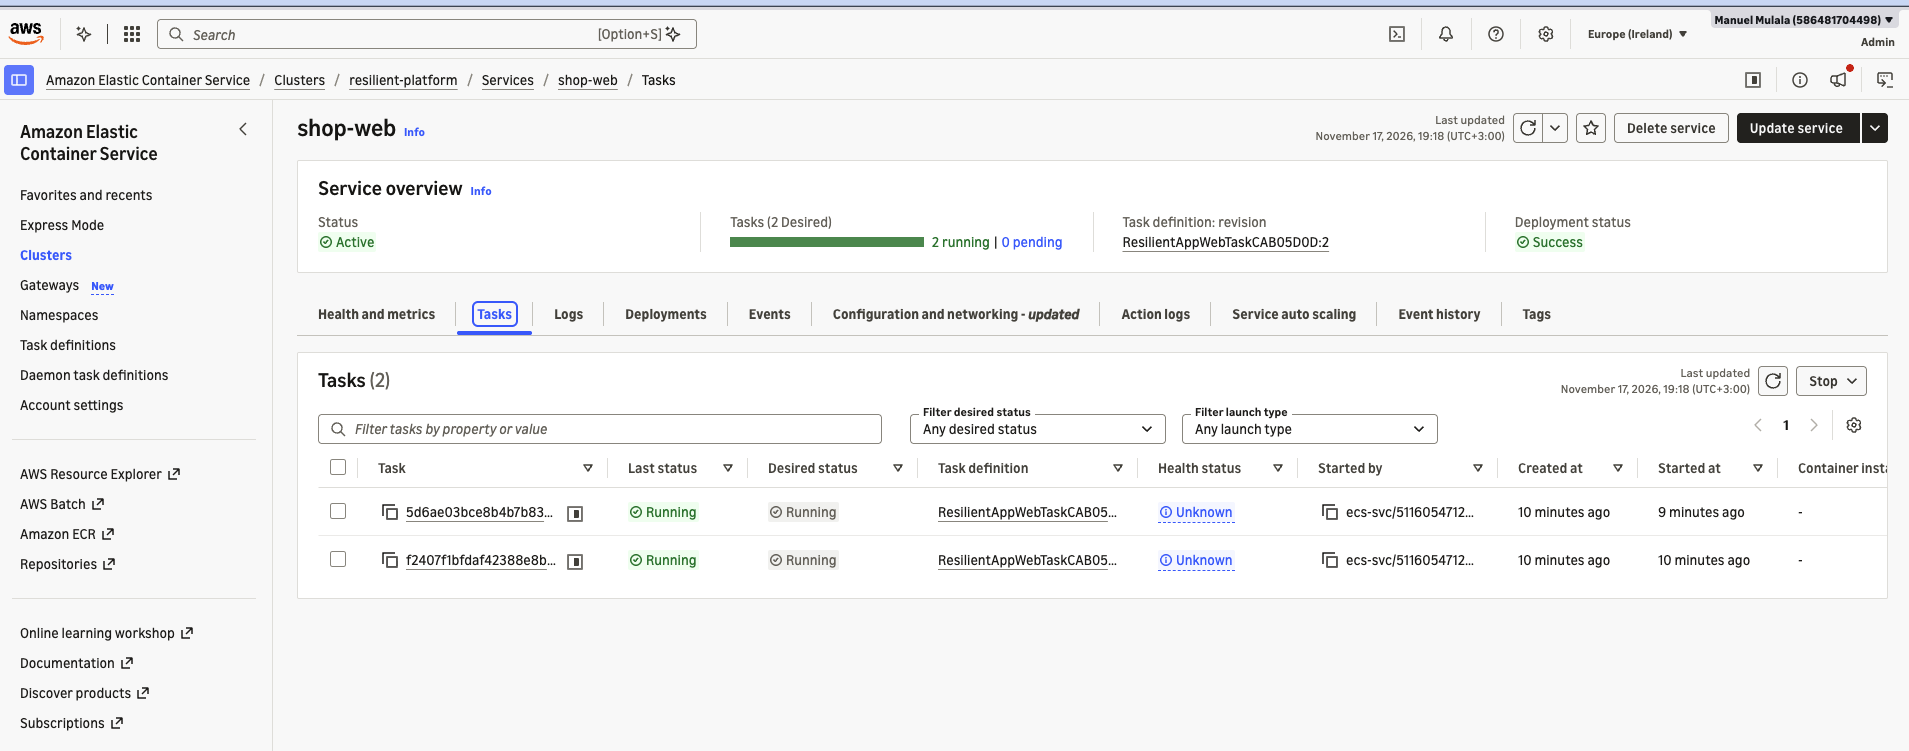 aws
Search [Option+S]
Europe (Ireland)
Manuel Mulala (586481704498)
Admin
Amazon Elastic Container Service / Clusters / resilient-platform / Services / shop-web / Tasks
Amazon Elastic
Container Service
Favorites and recents
Express Mode
Clusters
Gateways New
Namespaces
Task definitions
Daemon task definitions
Account settings
AWS Resource Explorer
AWS Batch
Amazon ECR
Repositories
Online learning workshop
Documentation
Discover products
Subscriptions
shop-web Info
Last updated
November 17, 2026, 19:18 (UTC+3:00)
Delete service
Update service
Service overview Info
Status
Active
Tasks (2 Desired)
2 running | 0 pending
Task definition: revision
ResilientAppWebTaskCAB05D0D:2
Deployment status
Success
Health and metrics
Tasks
Logs
Deployments
Events
Configuration and networking - updated
Action logs
Service auto scaling
Event history
Tags
Tasks (2)
Last updated
November 17, 2026, 19:18 (UTC+3:00)
Stop
Filter tasks by property or value
Filter desired status
Any desired status
Filter launch type
Any launch type
1
Task Last status Desired status Task definition Health status Started by Created at Started at Container insta
5d6ae03bce8b4b7b83... Running Running ResilientAppWebTaskCAB05... Unknown ecs-svc/5116054712... 10 minutes ago 9 minutes ago -
f2407f1bfdaf42388e8b... Running Running ResilientAppWebTaskCAB05... Unknown ecs-svc/5116054712... 10 minutes ago 10 minutes ago -